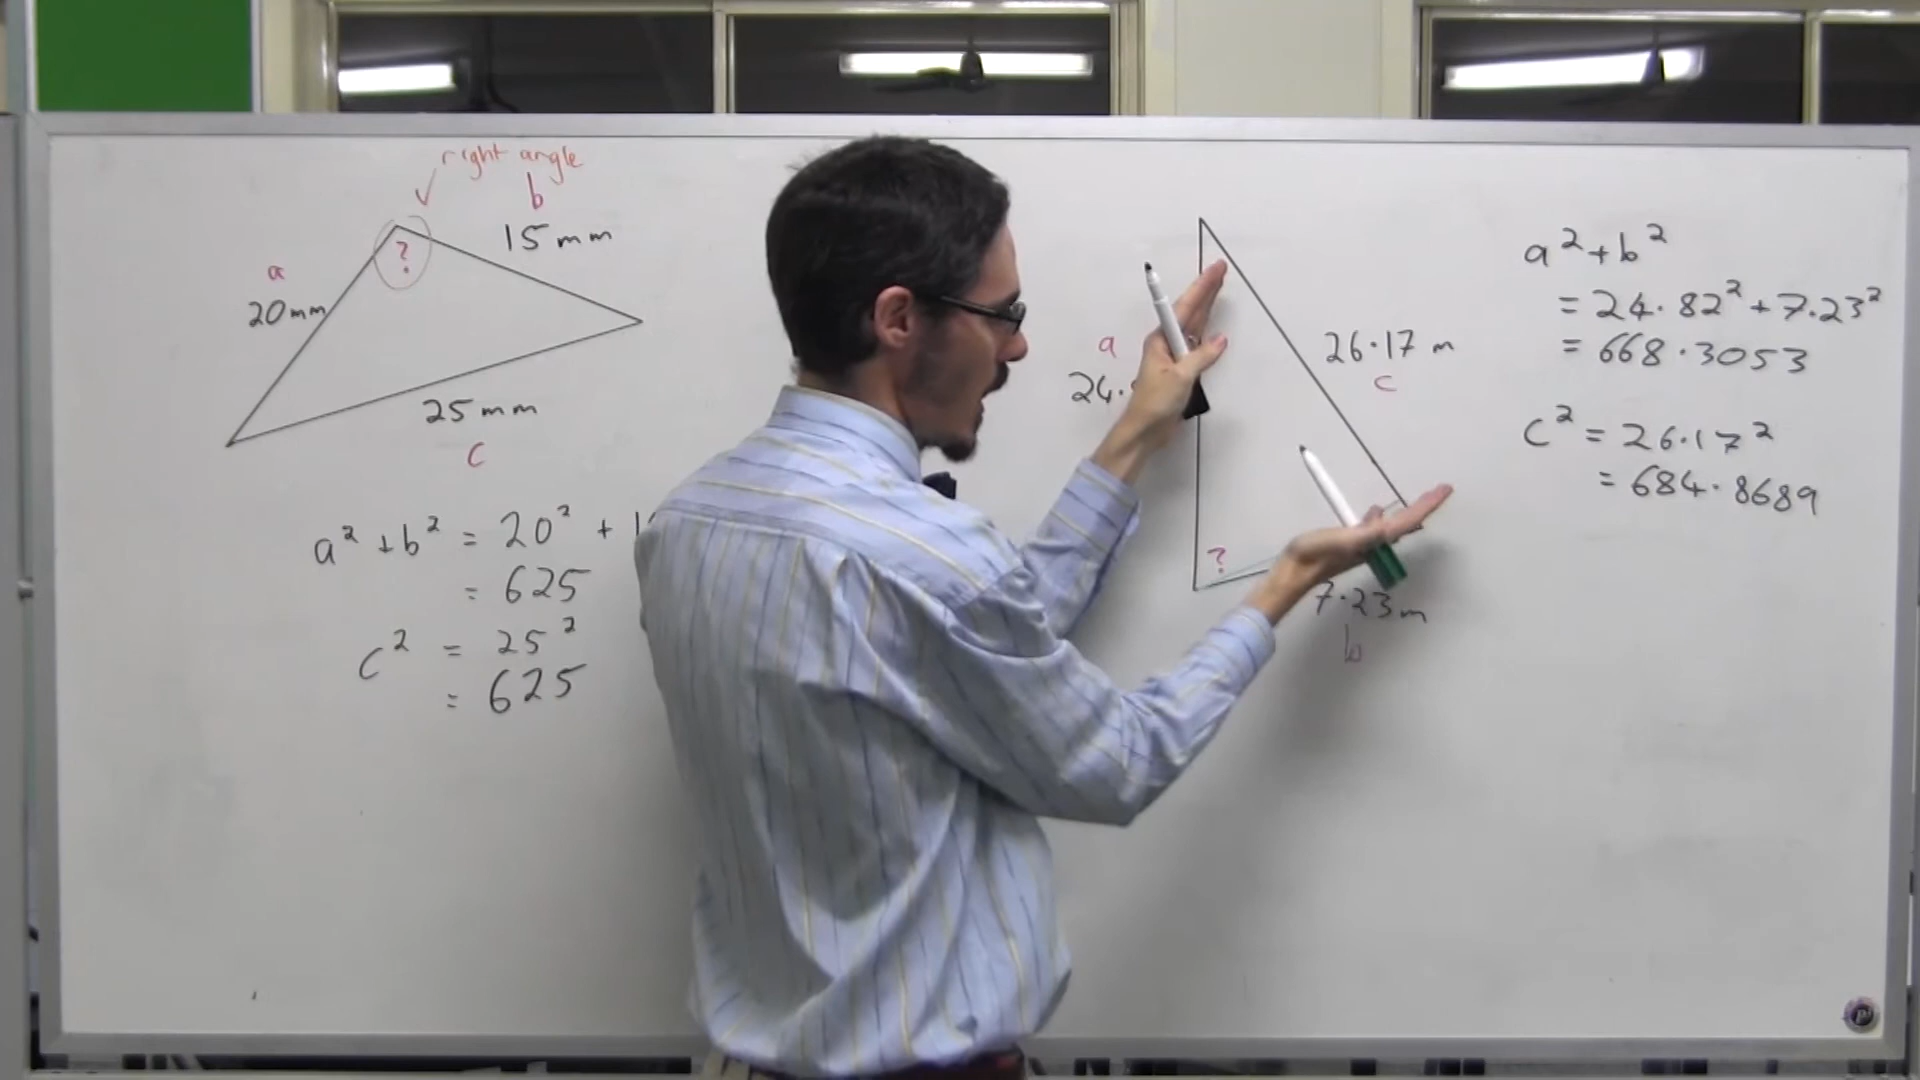 right angle
b
15mm
?
a
20mm
25mm
c
a² + b² = 20² +
= 625
c² = 25²
= 625
a
24.
26.17 m
c
?
7.23m
b
a² + b²
= 24.82² + 7.23²
= 668.3053
c² = 26.17²
= 684.8689